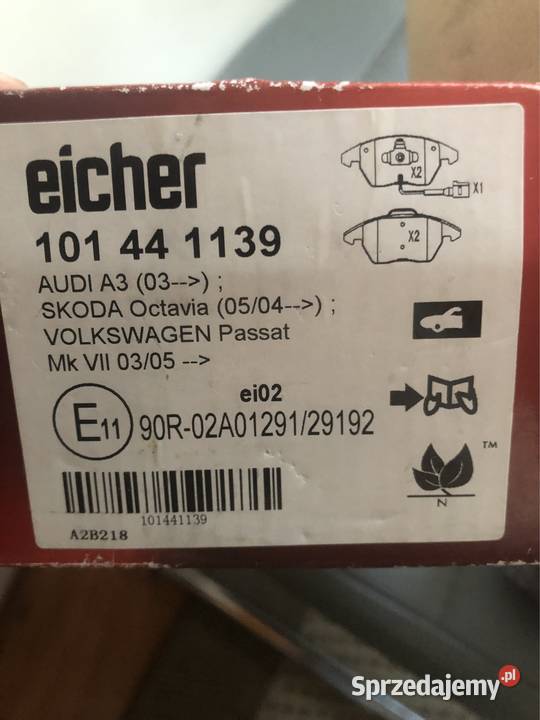 eicher
101 44 1139
AUDI A3 (03-->) ;
SKODA Octavia (05/04-->) ;
VOLKSWAGEN Passat
Mk VII 03/05 -->
X2
X1
X2
ei02
E11 90R-02A01291/29192
101441139
A2B218
TM
N
Sprzedajemy.pl